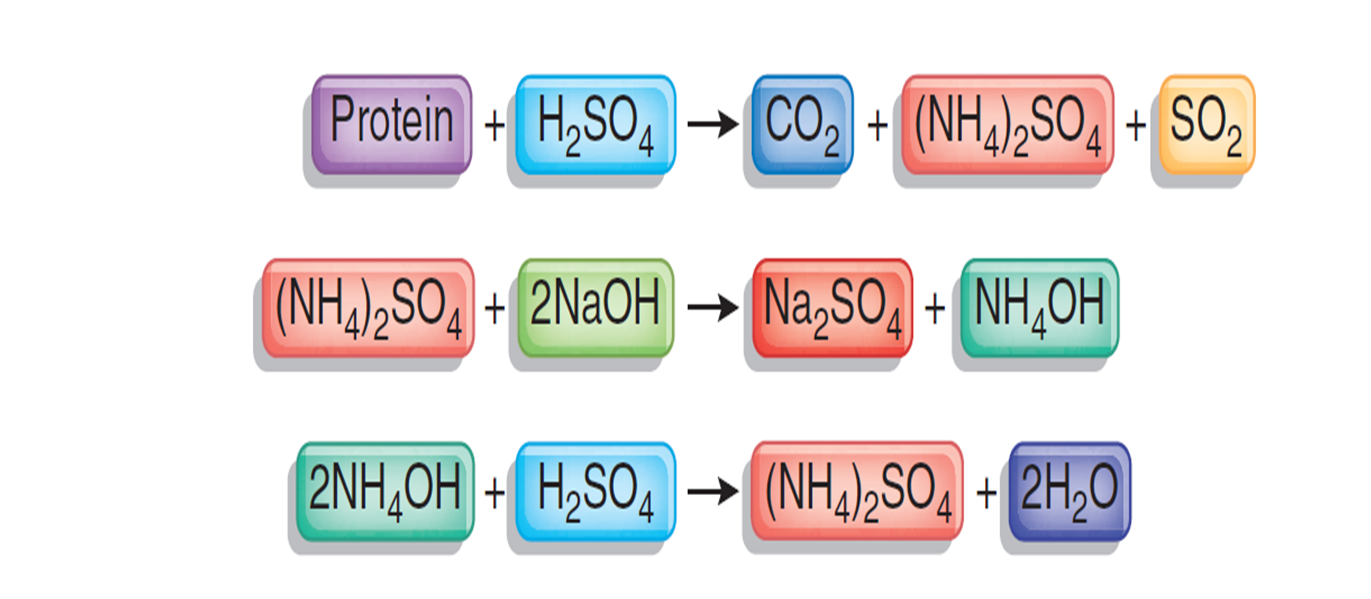 Protein + H₂SO₄ → CO₂ + (NH₄)₂SO₄ + SO₂
(NH₄)₂SO₄ + 2NaOH → Na₂SO₄ + NH₄OH
2NH₄OH + H₂SO₄ → (NH₄)₂SO₄ + 2H₂O